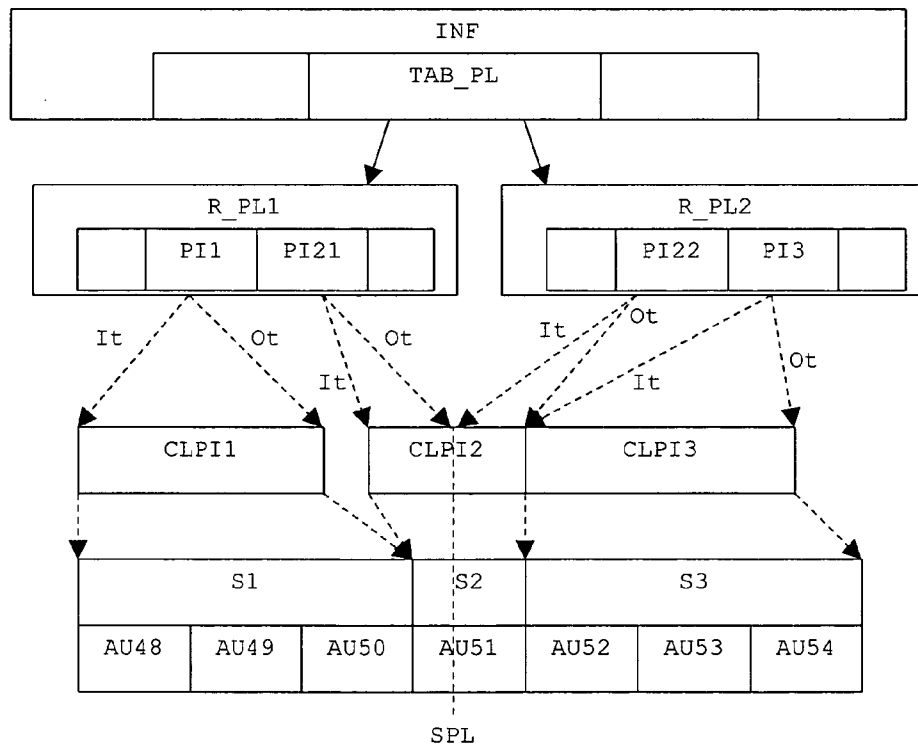 INF
TAB_PL
R_PL1 R_PL2
PI1 PI21 PI22 PI3
It Ot It Ot It Ot
It
CLPI1 CLPI2 CLPI3
S1 S2 S3
AU48 AU49 AU50 AU51 AU52 AU53 AU54
SPL